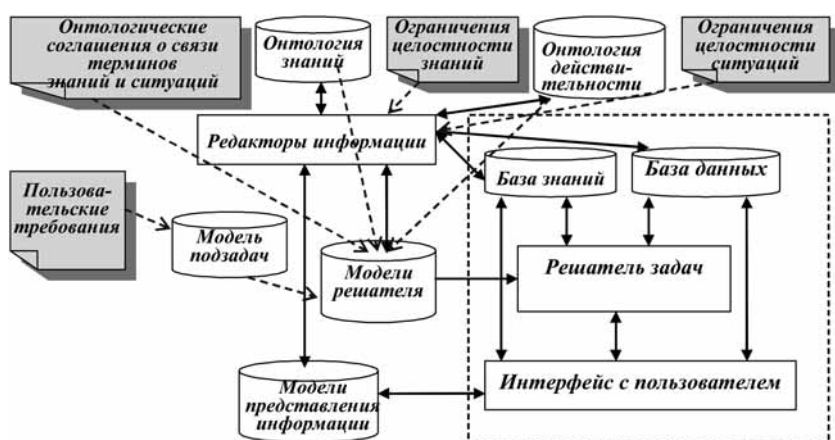 Онтологические
соглашения о связи
терминов
знаний и ситуаций
Онтология
знаний
Ограничения
целостности
знаний
Онтология
действи-
тельности
Ограничения
целостности
ситуаций
Редакторы информации
База знаний
База данных
Пользова-
тельские
требования
Модель
подзадач
Модели
решателя
Решатель задач
Модели
представления
информации
Интерфейс с пользователем